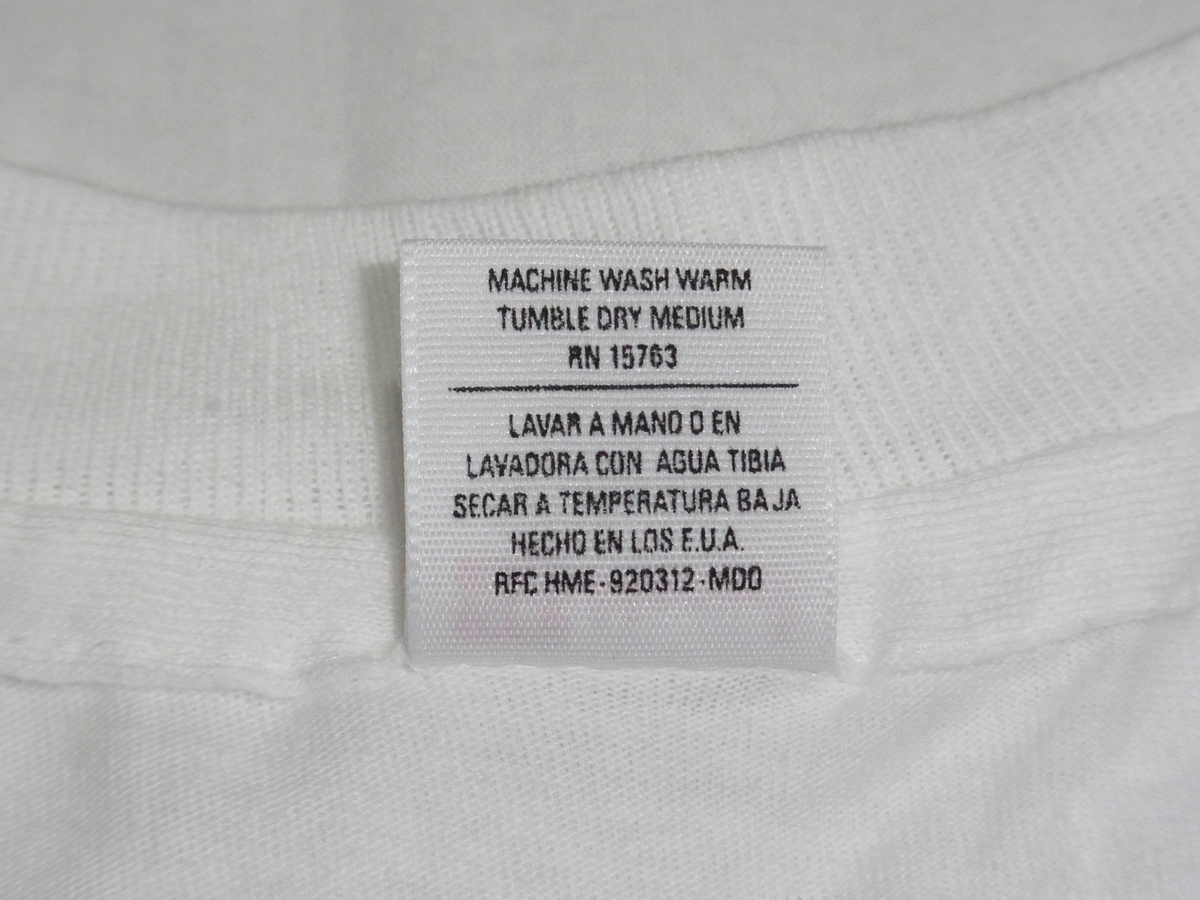 MACHINE WASH WARM
TUMBLE DRY MEDIUM
RN 15763
LAVAR A MANO O EN
LAVADORA CON AGUA TIBIA
SECAR A TEMPERATURA BAJA
HECHO EN LOS E.U.A.
RFC HME-920312-MD0